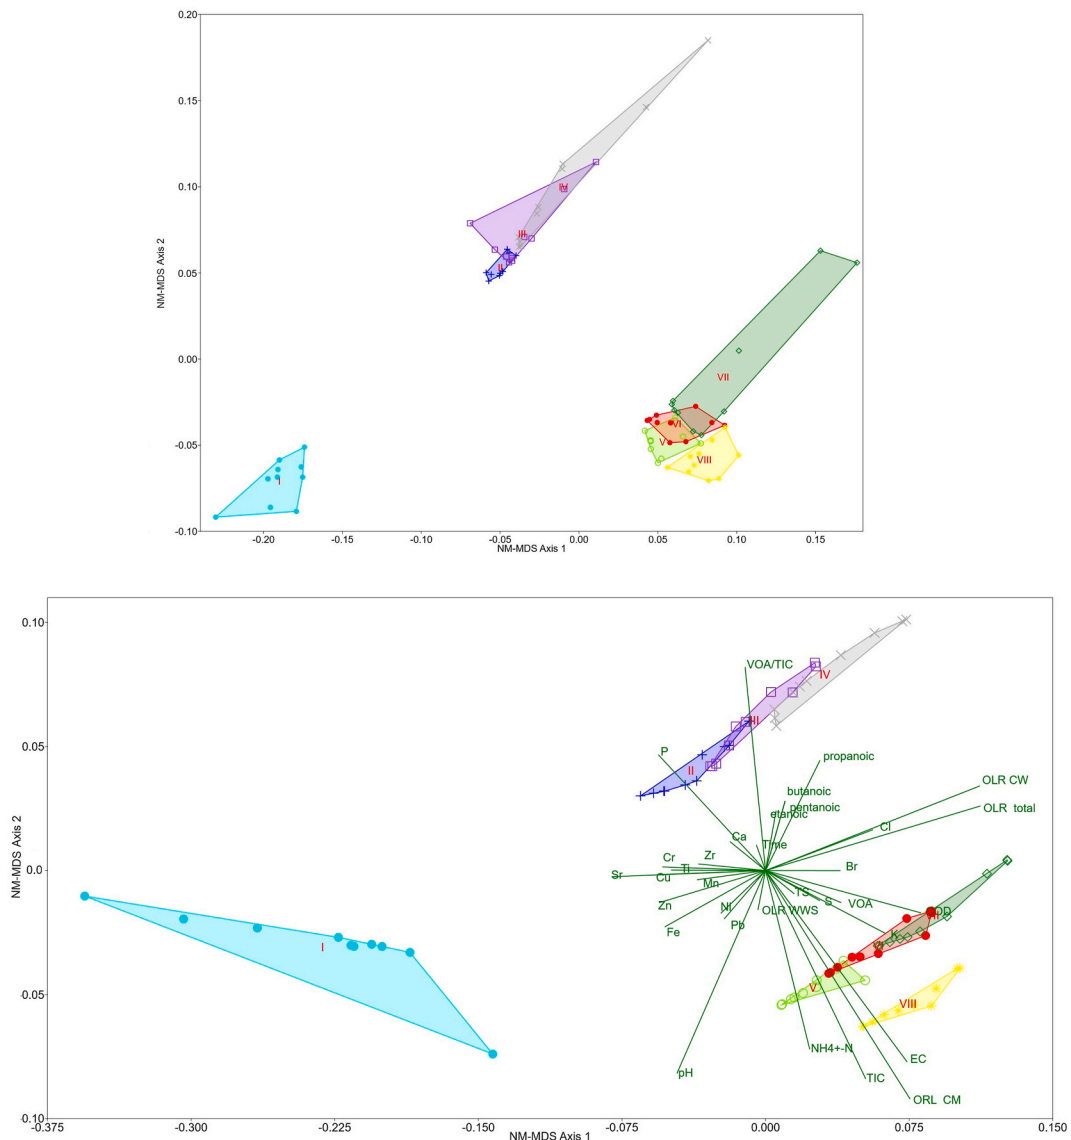 0.20
0.15
0.10
0.05
0.00
-0.05
-0.10
NM-MDS Axis 2
IV
III
II
VII
VI
V
VIII
I
-0.20
-0.15
-0.10
-0.05
0.00
0.05
0.10
0.15
NM-MDS Axis 1
0.10
0.05
0.0
-0.05
-0.10
NM-MDS Axis 2
VOA/TIC
IV
III
P
II
propanoic
butanoic
pentanoic
etanoic
OLR CW
OLR total
Cl
Ca
Tme
Zr
Cr
Ti
Br
Sr
Cu
Mn
TS
Zn
Ni
OLR WWS
S
VOA
Fe
Pb
K
I
V
VIII
NH4+-N
EC
pH
TIC
ORL CM
-0.375
-0.300
-0.225
-0.150
-0.075
0.000
0.075
0.150
NM-MDS Axis 1